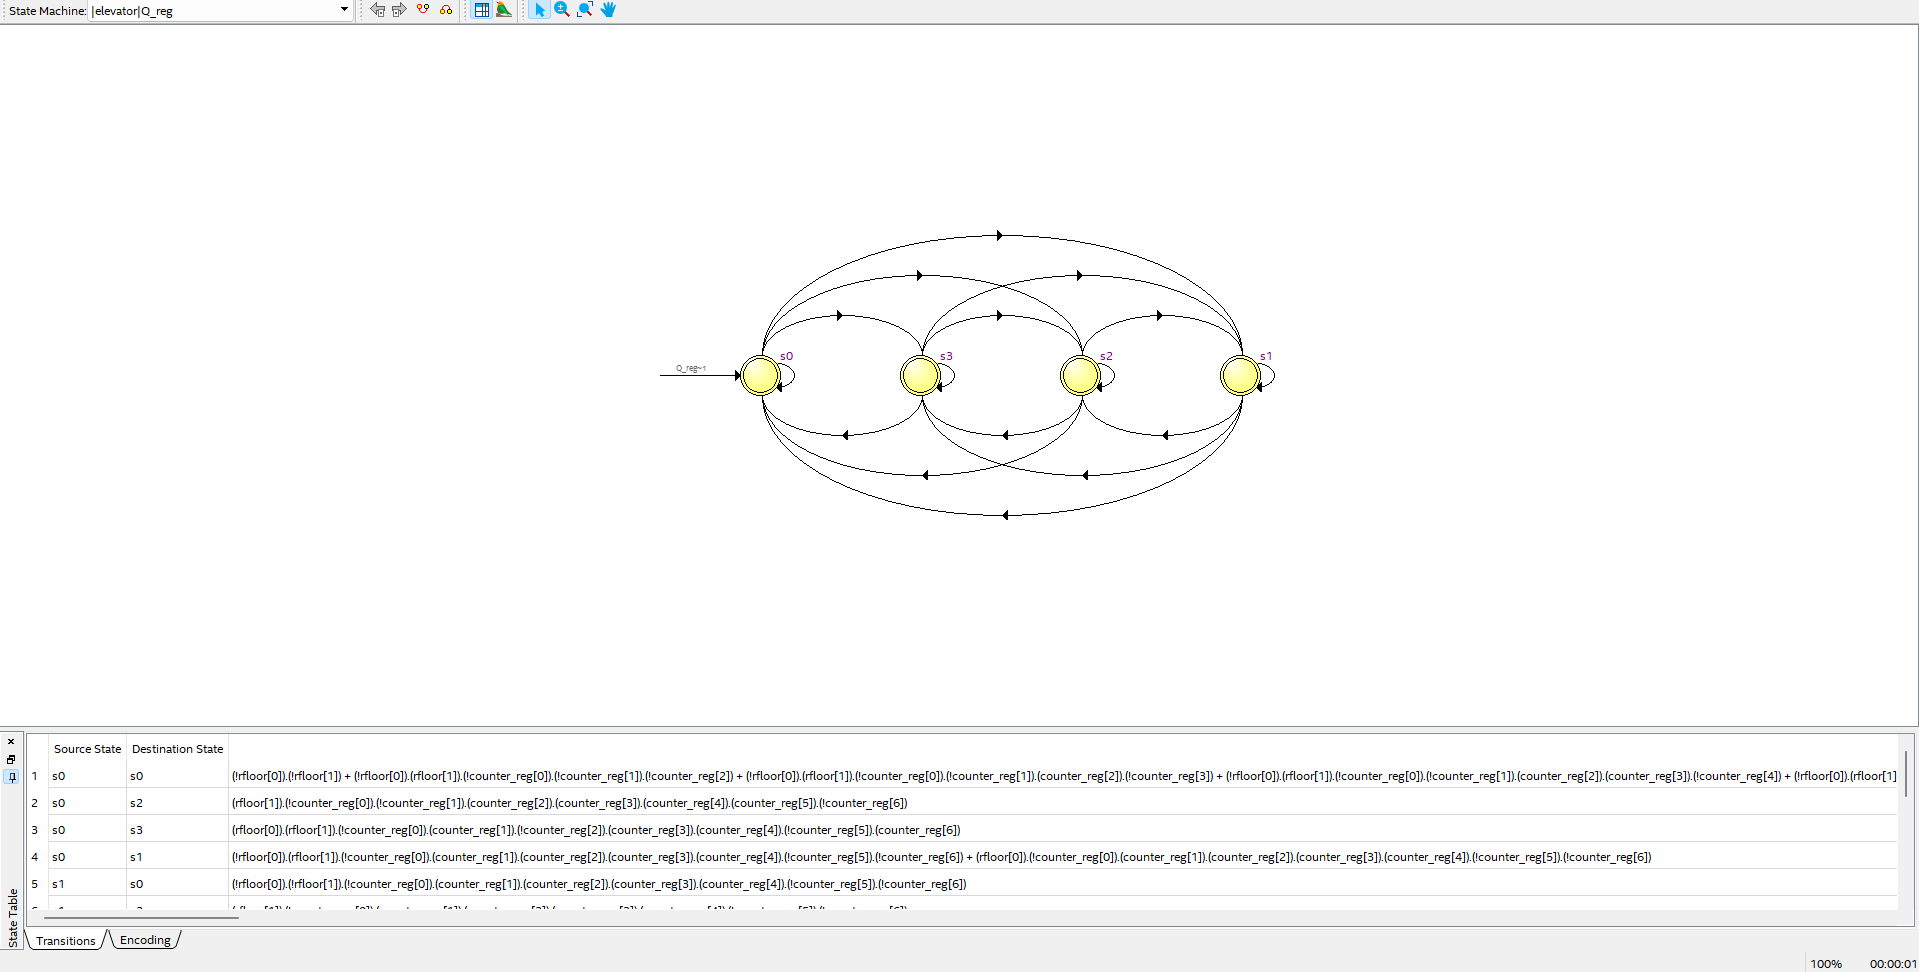 State Machine: |elevator|Q_reg
Q_reg~1
s0
s3
s2
s1
Source State Destination State
1 s0 s0 (!rfloor[0]).(!rfloor[1]) + (!rfloor[0]).(rfloor[1]).(!counter_reg[0]).(!counter_reg[1]).(!counter_reg[2]) + (!rfloor[0]).(rfloor[1]).(!counter_reg[0]).(!counter_reg[1]).(counter_reg[2]).(!counter_reg[3]) + (!rfloor[0]).(rfloor[1]).(!counter_reg[0]).(!counter_reg[1]).(counter_reg[2]).(counter_reg[3]).(!counter_reg[4]) + (!rfloor[0]).(rfloor[1]
2 s0 s2 (rfloor[1]).(!counter_reg[0]).(!counter_reg[1]).(counter_reg[2]).(counter_reg[3]).(counter_reg[4]).(counter_reg[5]).(!counter_reg[6])
3 s0 s3 (rfloor[0]).(rfloor[1]).(!counter_reg[0]).(counter_reg[1]).(!counter_reg[2]).(counter_reg[3]).(counter_reg[4]).(!counter_reg[5]).(counter_reg[6])
4 s0 s1 (!rfloor[0]).(rfloor[1]).(!counter_reg[0]).(counter_reg[1]).(counter_reg[2]).(counter_reg[3]).(counter_reg[4]).(!counter_reg[5]).(!counter_reg[6]) + (rfloor[0]).(!counter_reg[0]).(counter_reg[1]).(counter_reg[2]).(counter_reg[3]).(counter_reg[4]).(!counter_reg[5]).(!counter_reg[6])
5 s1 s0 (!rfloor[0]).(!rfloor[1]).(!counter_reg[0]).(counter_reg[1]).(counter_reg[2]).(counter_reg[3]).(counter_reg[4]).(!counter_reg[5]).(!counter_reg[6])
State Table
Transitions Encoding
100% 00:00:01